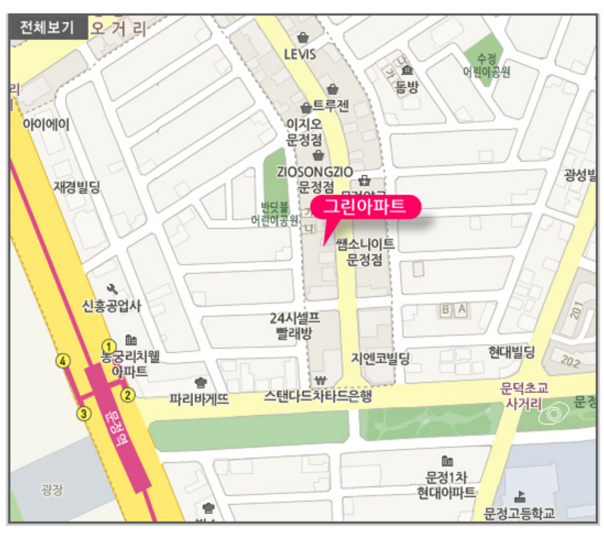 전체보기
오 거 리
리
LEVIS
수정
어린이공원
동방
트루젠
아이에이
이지오
문정점
ZIOSONGZIO
문정점
광성빌
재경빌딩
그린아파트
반딧불
어린이공원
가
나
쌤소니이트
문정점
신흥공업사
24시셀프
빨래방
B A
201
지엔코빌딩
현대빌딩
202
1
4
동궁리치웰
아파트
2
3
파리바게뜨
스탠다드차타드은행
문덕초교
사거리
문정
문정역
광장
문정1차
현대아파트
문정고등학교